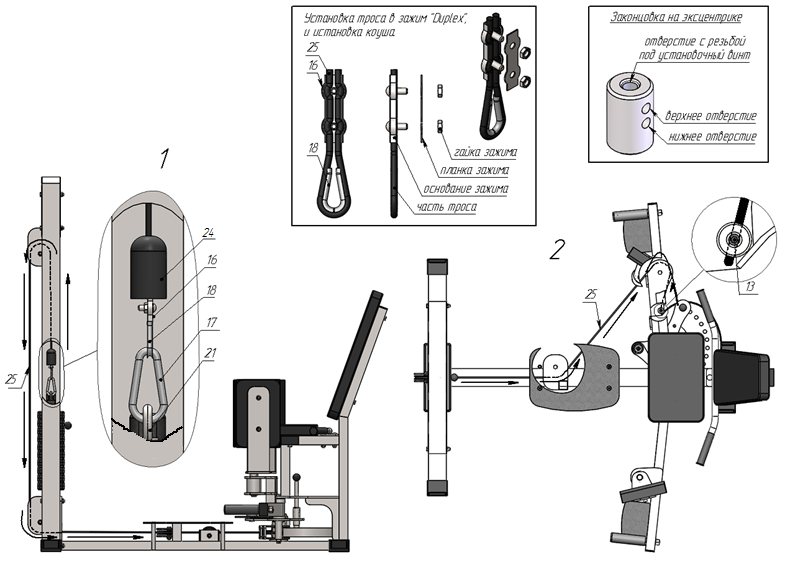 Установка троса в зажим "Duplex",
и истановка коуша
25
16
18
гайка зажима
планка зажима
основание зажима
часть троса
Законцовка на эксцентрике
отверстие с резьбой
под установочный винт
верхнее отверстие
нижнее отверстие
1
24
16
18
17
21
25
2
13
25